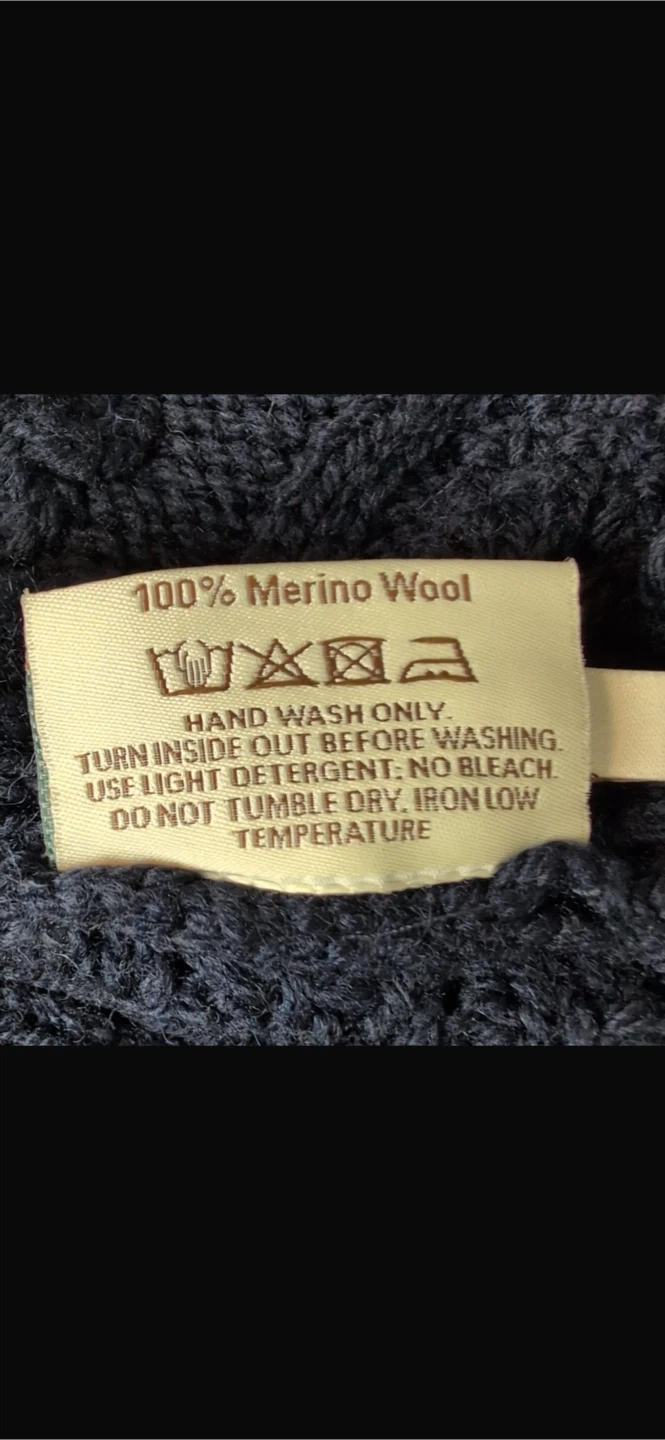 100% Merino Wool
HAND WASH ONLY.
TURN INSIDE OUT BEFORE WASHING.
USE LIGHT DETERGENT: NO BLEACH.
DO NOT TUMBLE DRY. IRON LOW
TEMPERATURE